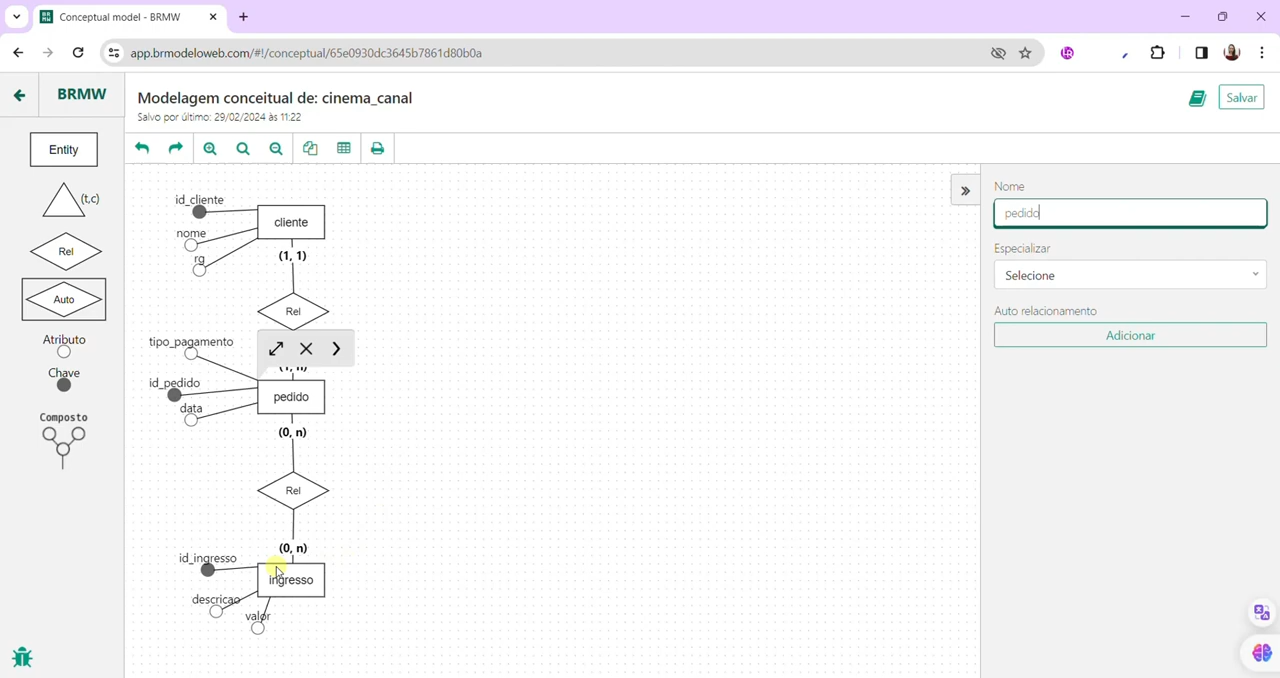 Conceptual model - BRMW
app.brmodeloweb.com/#!/conceptual/65e0930dc3645b7861d80b0a
BRMW
Modelagem conceitual de: cinema_canal
Salvo por último: 29/02/2024 às 11:22
Salvar
Entity
(t,c)
Rel
Auto
Atributo
Chave
Composto
id_cliente
cliente
nome
rg
(1, 1)
Rel
tipo_pagamento
(1, n)
id_pedido
pedido
data
(0, n)
Rel
(0, n)
id_ingresso
ingresso
descricao
valor
Nome
pedido
Especializar
Selecione
Auto relacionamento
Adicionar